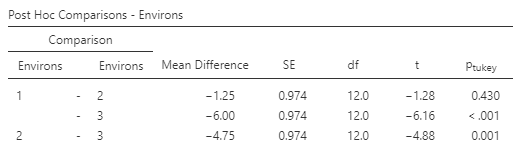 Post Hoc Comparisons - Environs
Comparison
Environs Environs Mean Difference SE df t Ptukey
1 - 2 −1.25 0.974 12.0 −1.28 0.430
- 3 −6.00 0.974 12.0 −6.16 < .001
2 - 3 −4.75 0.974 12.0 −4.88 0.001